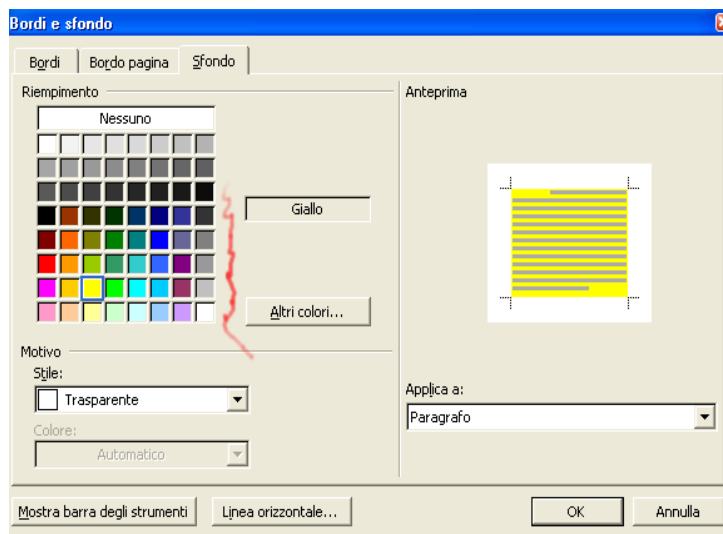 Bordi e sfondo
Bordi
Bordo pagina
Sfondo
Riempimento
Nessuno
Giallo
Altri colori...
Anteprima
Motivo
Stile:
Trasparente
Colore:
Automatico
Applica a:
Paragrafo
Mostra barra degli strumenti
Linea orizzontale...
OK
Annulla